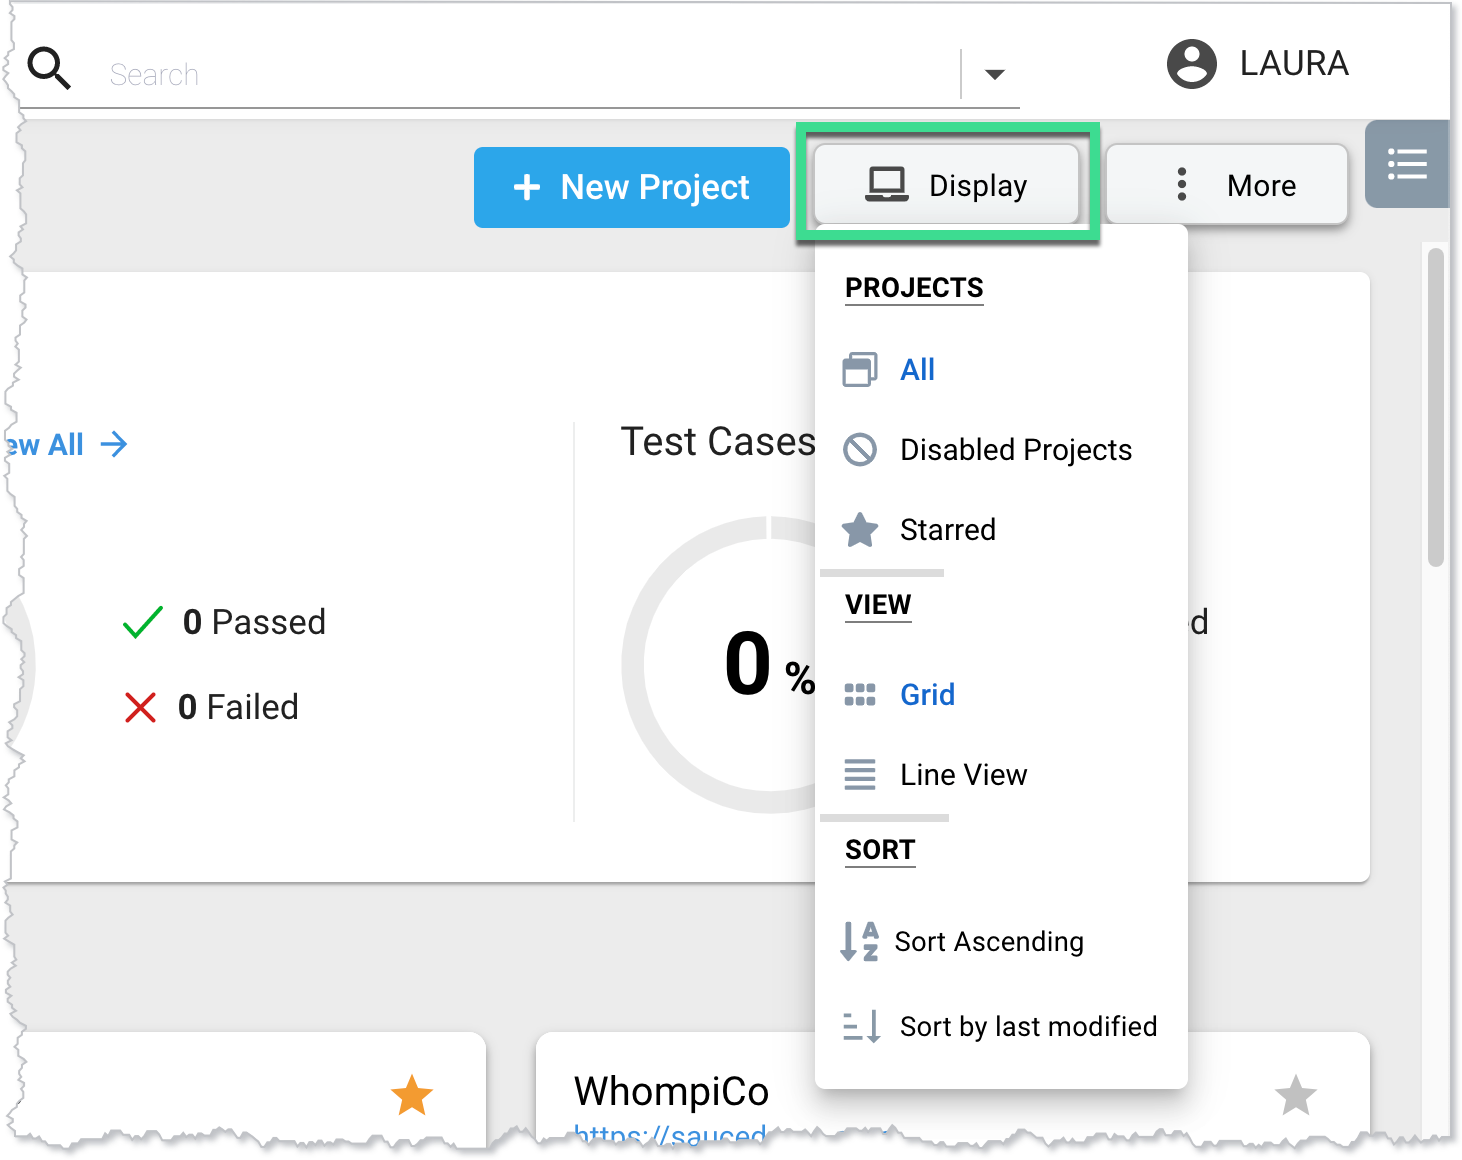 Search
LAURA
+ New Project
Display
More
PROJECTS
All
Disabled Projects
Starred
VIEW
Grid
Line View
SORT
Sort Ascending
Sort by last modified
ew All →
Test Cases
0 Passed
0 Failed
0 %
d
WhompiCo
https://sauced